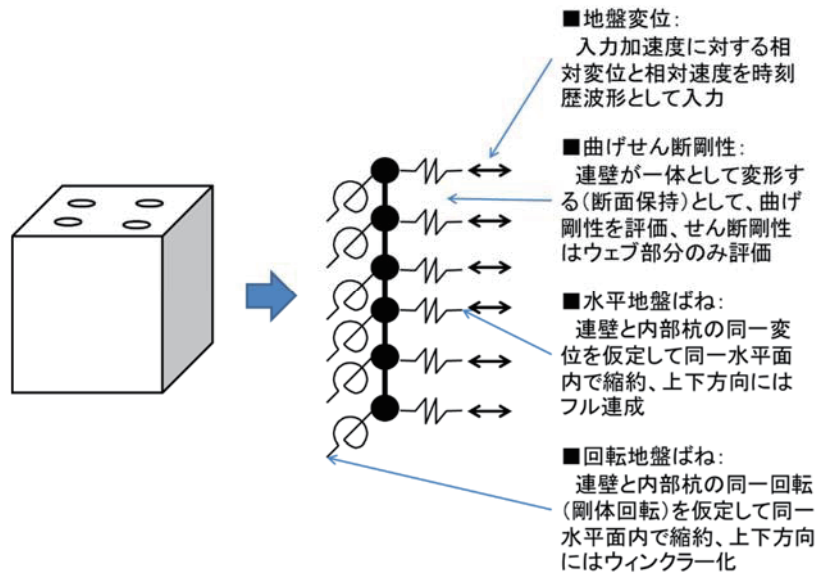 ■地盤変位:
入力加速度に対する相
対変位と相対速度を時刻
歴波形として入力
■曲げせん断剛性:
連壁が一体として変形す
る(断面保持)として、曲げ
剛性を評価、せん断剛性
はウェブ部分のみ評価
■水平地盤ばね:
連壁と内部杭の同一変
位を仮定して同一水平面
内で縮約、上下方向には
フル連成
■回転地盤ばね:
連壁と内部杭の同一回転
(剛体回転)を仮定して同一
水平面内で縮約、上下方向
にはウィンクラー化